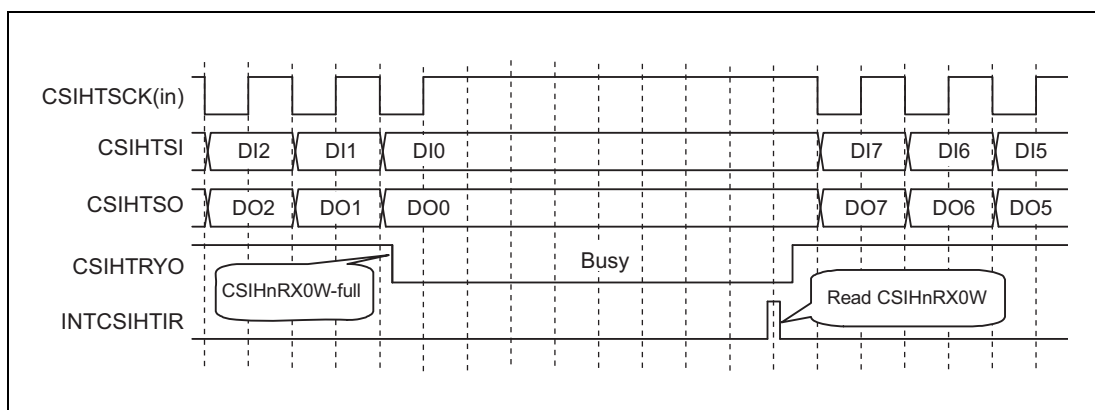 CSIHTSCK(in)
CSIHTSI DI2 DI1 DI0 DI7 DI6 DI5
CSIHTSO DO2 DO1 DO0 DO7 DO6 DO5
CSIHTRYO Busy
CSIHnRX0W-full Read CSIHnRX0W
INTCSIHTIR